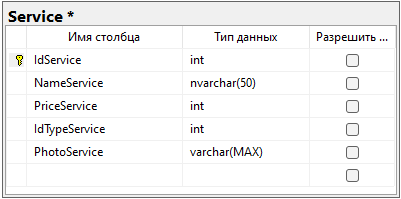 Service *
Имя столбца Тип данных Разрешить ...
IdService int
NameService nvarchar(50)
PriceService int
IdTypeService int
PhotoService varchar(MAX)